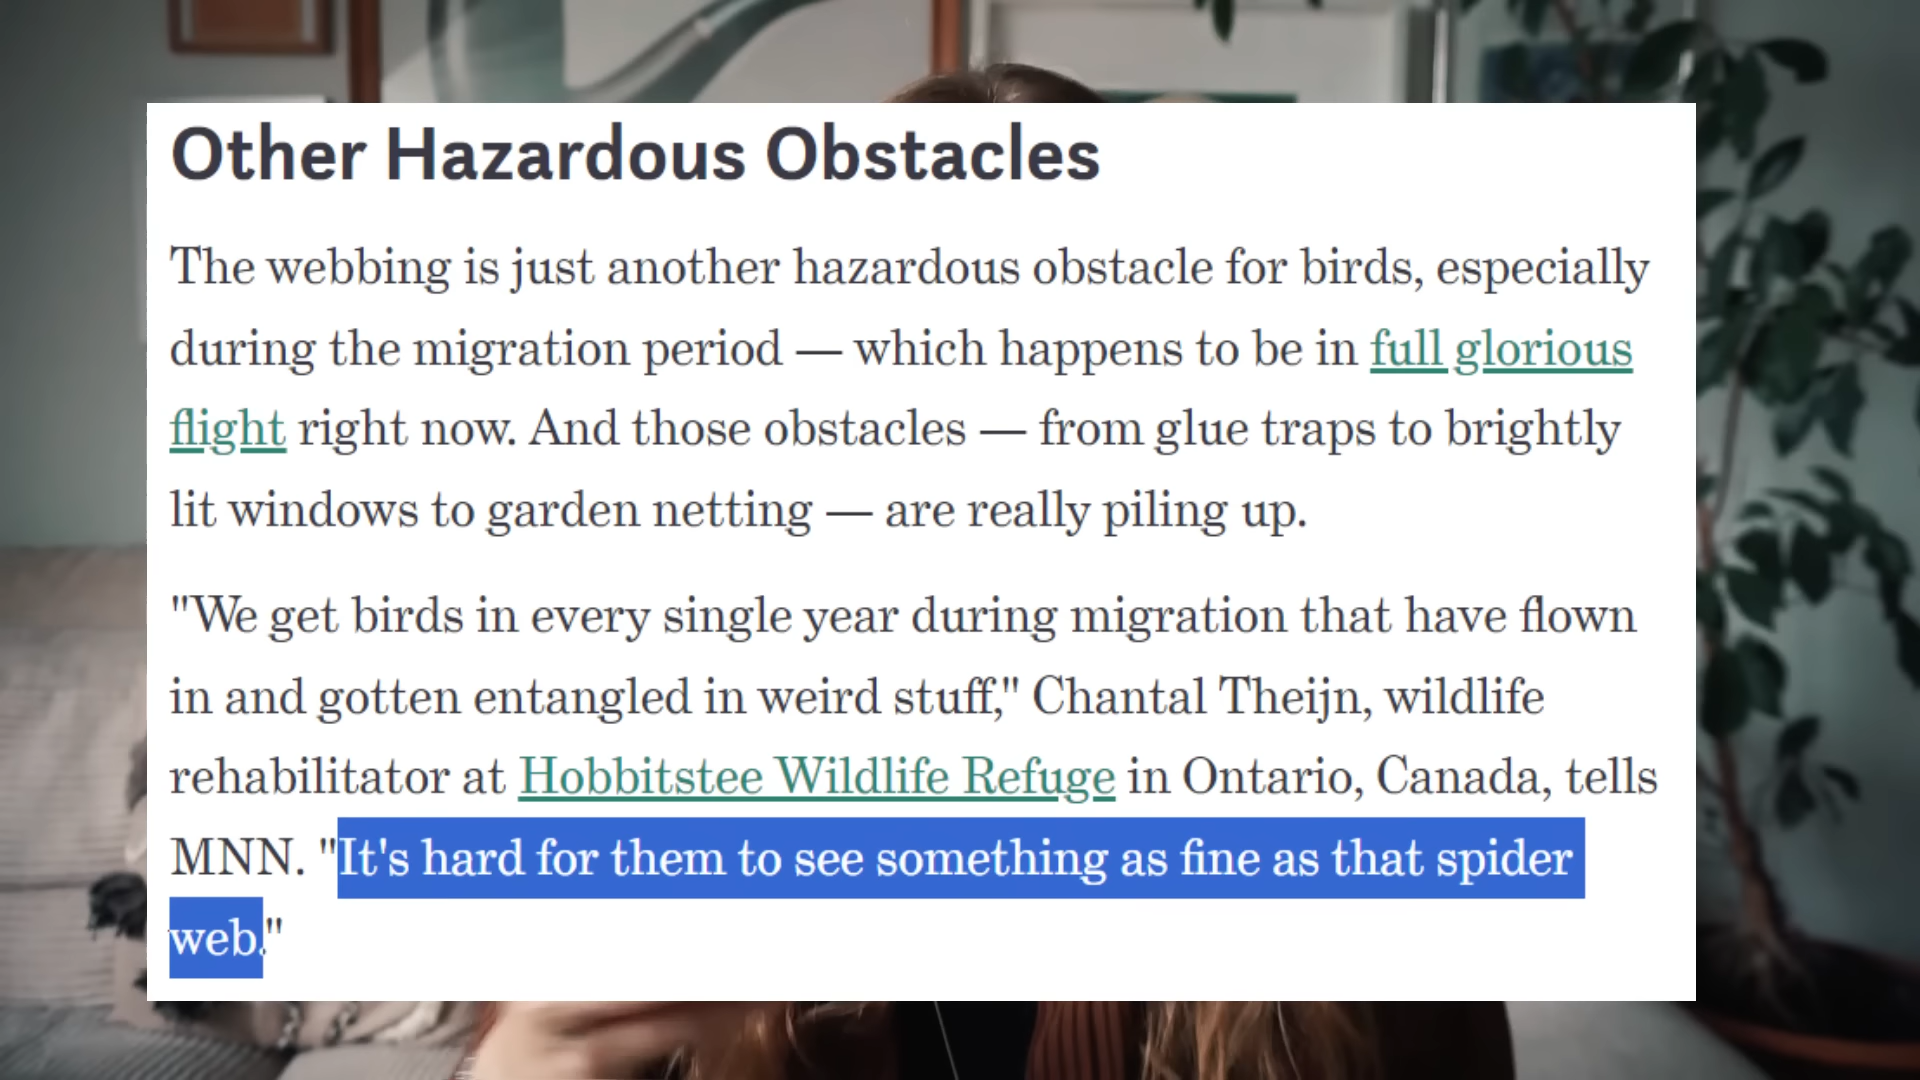 Other Hazardous Obstacles
The webbing is just another hazardous obstacle for birds, especially
during the migration period — which happens to be in full glorious
flight right now. And those obstacles — from glue traps to brightly
lit windows to garden netting — are really piling up.
"We get birds in every single year during migration that have flown
in and gotten entangled in weird stuff," Chantal Theijn, wildlife
rehabilitator at Hobbitstee Wildlife Refuge in Ontario, Canada, tells
MNN. "It's hard for them to see something as fine as that spider
web."